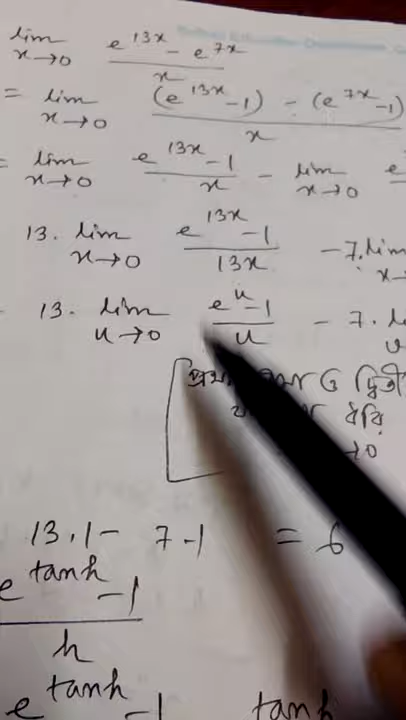 lim x→0 (e^13x - e^7x)/x
= lim x→0 ((e^13x - 1) - (e^7x - 1))/x
= lim x→0 (e^13x - 1)/x - lim x→0 e
13. lim x→0 (e^13x - 1)/13x - 7. lim x→
13. lim u→0 (e^u - 1)/u - 7.
ও
ধরি
→0
13.1 - 7.1 = 6
(e^tanh - 1)/h
e^tanh - 1 tanh